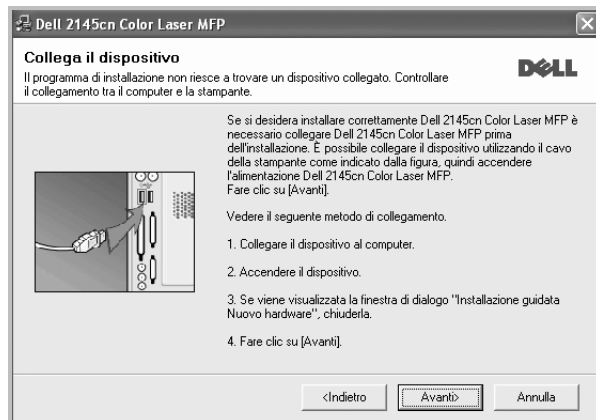 Dell 2145cn Color Laser MFP
Collega il dispositivo
Il programma di installazione non riesce a trovare un dispositivo collegato. Controllare
il collegamento tra il computer e la stampante.
DELL
Se si desidera installare correttamente Dell 2145cn Color Laser MFP è
necessario collegare Dell 2145cn Color Laser MFP prima
dell'installazione. È possibile collegare il dispositivo utilizzando il cavo
della stampante come indicato dalla figura, quindi accendere
l'alimentazione Dell 2145cn Color Laser MFP.
Fare clic su [Avanti].
Vedere il seguente metodo di collegamento.
1. Collegare il dispositivo al computer.
2. Accendere il dispositivo.
3. Se viene visualizzata la finestra di dialogo "Installazione guidata
Nuovo hardware", chiuderla.
4. Fare clic su [Avanti].
<Indietro
Avanti>
Annulla